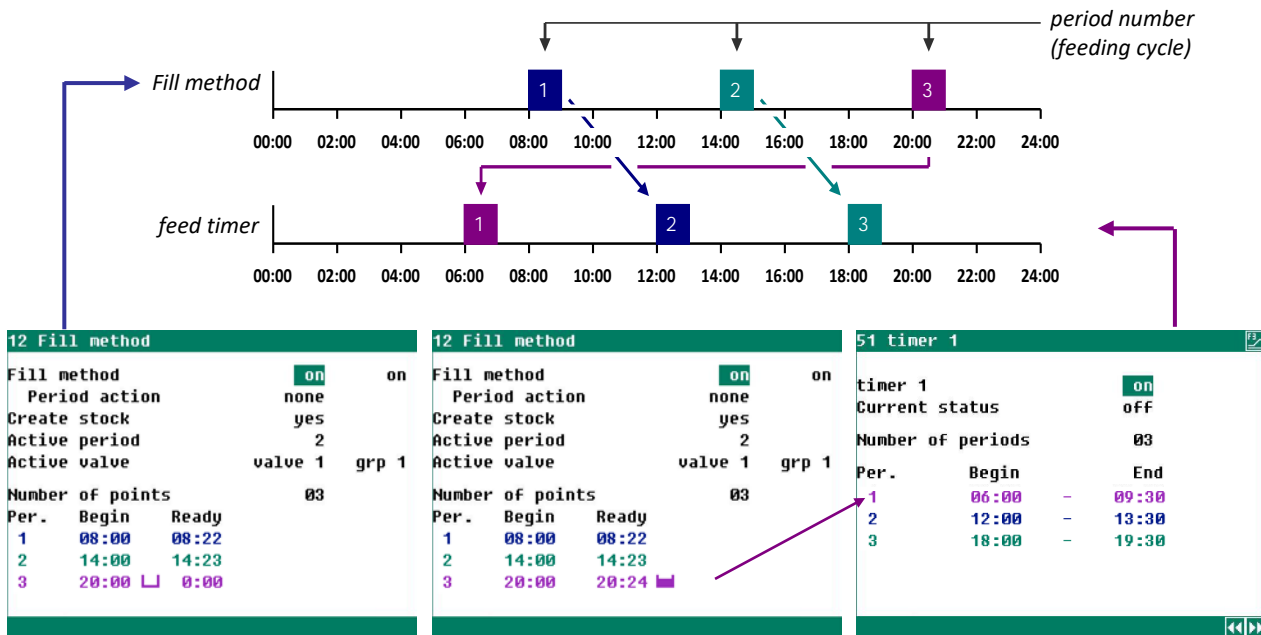 period number
(feeding cycle)
Fill method
1 2 3
00:00 02:00 04:00 06:00 08:00 10:00 12:00 14:00 16:00 18:00 20:00 22:00 24:00
feed timer
1 2 3
00:00 02:00 04:00 06:00 08:00 10:00 12:00 14:00 16:00 18:00 20:00 22:00 24:00
12 Fill method
Fill method on on
Period action none
Create stock yes
Active period 2
Active valve valve 1 grp 1
Number of points 03
Per. Begin Ready
1 08:00 08:22
2 14:00 14:23
3 20:00 0:00
12 Fill method
Fill method on on
Period action none
Create stock yes
Active period 2
Active valve valve 1 grp 1
Number of points 03
Per. Begin Ready
1 08:00 08:22
2 14:00 14:23
3 20:00 20:24
51 timer 1 F3
timer 1 on
Current status off
Number of periods 03
Per. Begin End
1 06:00 – 09:30
2 12:00 – 13:30
3 18:00 – 19:30